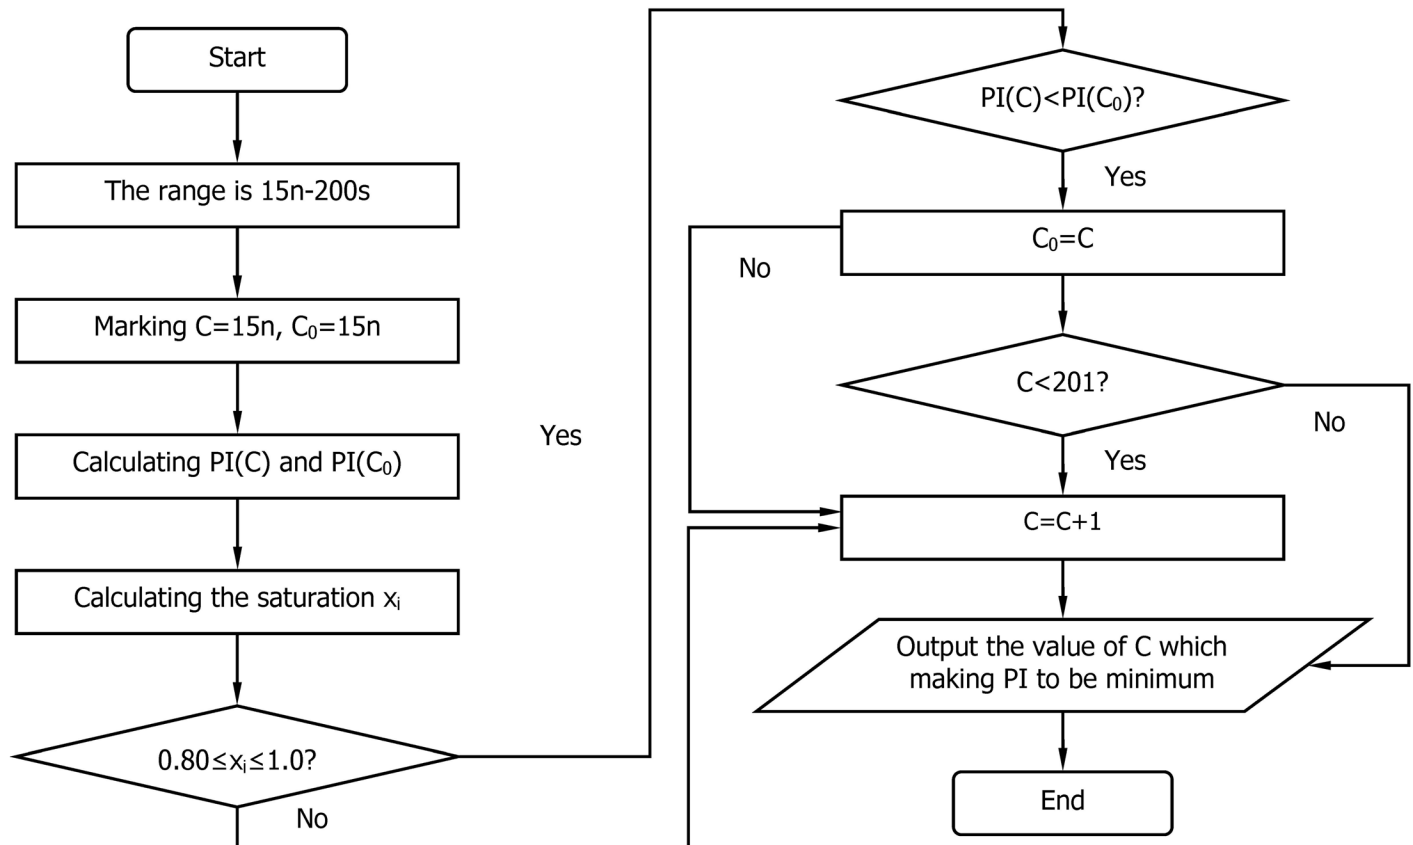 Start
The range is 15n-200s
Marking C=15n, C₀=15n
Calculating PI(C) and PI(C₀)
Calculating the saturation xᵢ
0.80≤xᵢ≤1.0?
No
Yes
PI(C)<PI(C₀)?
Yes
C₀=C
No
C<201?
No
Yes
C=C+1
Output the value of C which
making PI to be minimum
End